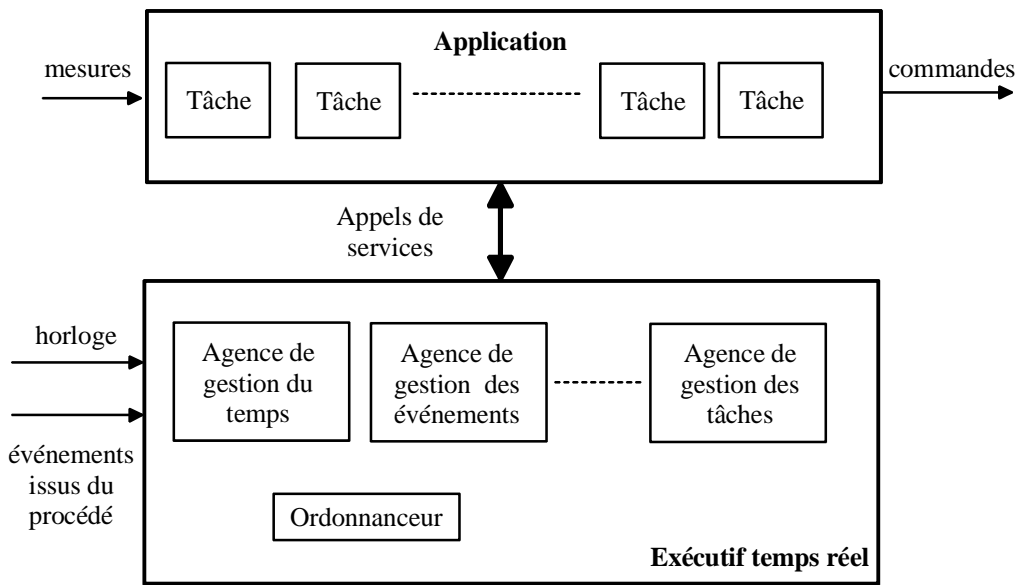 Application
mesures
commandes
Tâche
Tâche
Tâche
Tâche
Appels de
services
horloge
Agence de
gestion du
temps
Agence de
gestion des
événements
Agence de
gestion des
tâches
événements
issus du
procédé
Ordonnanceur
Exécutif temps réel